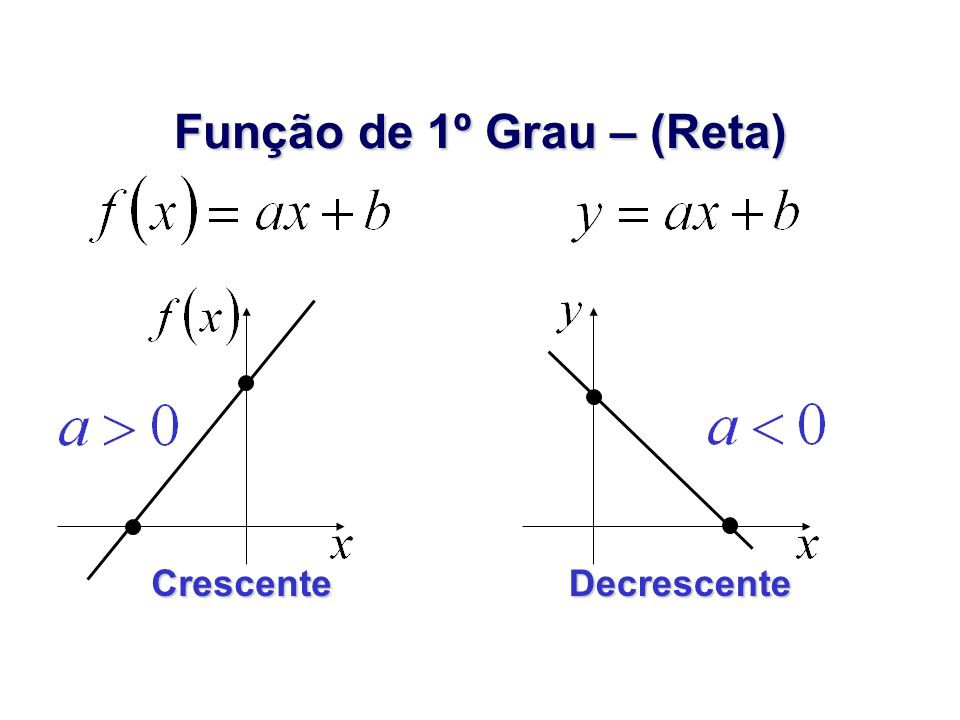 Função de 1º Grau – (Reta)
f(x) = ax + b
y = ax + b
f(x)
y
a > 0
a < 0
x
x
Crescente
Decrescente